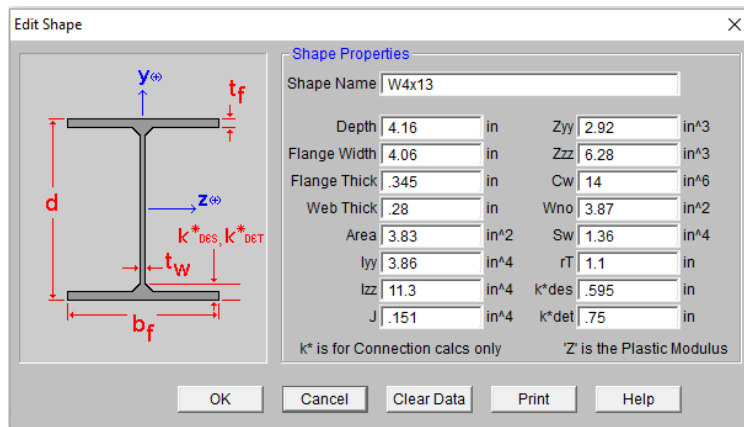 Edit Shape
y(+)
tf
d
z(+)
k*DES, k*DET
tw
bf
Shape Properties
Shape Name W4x13
Depth 4.16 in Zyy 2.92 in^3
Flange Width 4.06 in Zzz 6.28 in^3
Flange Thick .345 in Cw 14 in^6
Web Thick .28 in Wno 3.87 in^2
Area 3.83 in^2 Sw 1.36 in^4
Iyy 3.86 in^4 rT 1.1 in
Izz 11.3 in^4 k*des .595 in
J .151 in^4 k*det .75 in
k* is for Connection calcs only 'Z' is the Plastic Modulus
OK Cancel Clear Data Print Help